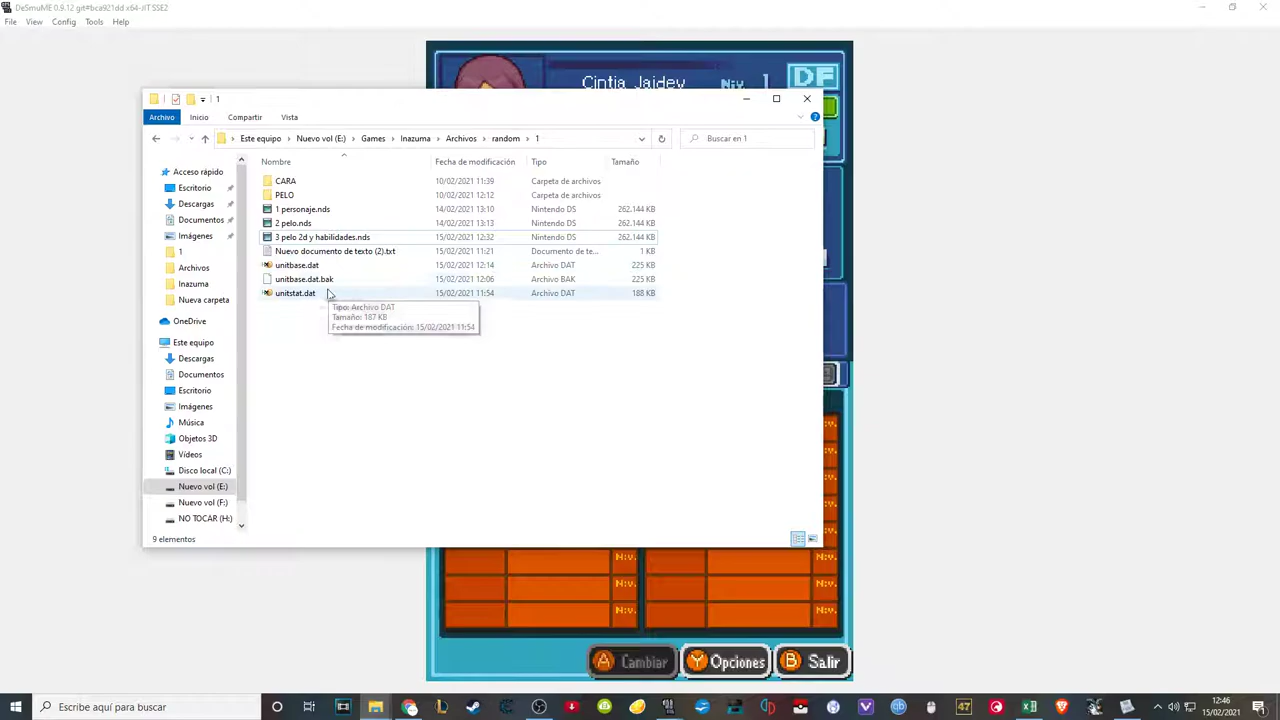 DeSmuME 0.9.12 git#bca921dd x64-JIT SSE2
File View Config Tools Help
Cintia Jaidev Niv. 1 DF
1
Archivo Inicio Compartir Vista
Este equipo > Nuevo vol (E:) > Games > Inazuma > Archivos > random > 1
Buscar en 1
Nombre Fecha de modificación Tipo Tamaño
CARA 10/02/2021 11:39 Carpeta de archivos
PELO 10/02/2021 12:12 Carpeta de archivos
1 personaje.nds 14/02/2021 13:10 Nintendo DS 262.144 KB
2 pelo.nds 14/02/2021 13:13 Nintendo DS 262.144 KB
3 pelo 2d y habilidades.nds 15/02/2021 12:32 Nintendo DS 262.144 KB
Nuevo documento de texto (2).txt 15/02/2021 11:21 Documento de te... 1 KB
unitbase.dat 15/02/2021 12:14 Archivo DAT 225 KB
unitbase.dat.bak 15/02/2021 12:06 Archivo BAK 225 KB
unitstat.dat 15/02/2021 11:54 Archivo DAT 188 KB
Tipo: Archivo DAT
Tamaño: 187 KB
Fecha de modificación: 15/02/2021 11:54
Acceso rápido
Escritorio
Descargas
Documentos
Imágenes
1
Archivos
Inazuma
Nueva carpeta
OneDrive
Este equipo
Descargas
Documentos
Escritorio
Imágenes
Música
Objetos 3D
Vídeos
Disco local (C:)
Nuevo vol (E:)
Nuevo vol (F:)
NO TOCAR (H:)
9 elementos
Niv. Niv.
Niv. Niv.
Niv. Niv.
A Cambiar Y Opciones B Salir
Escribe aquí para buscar
47
12:46
15/02/2021
1